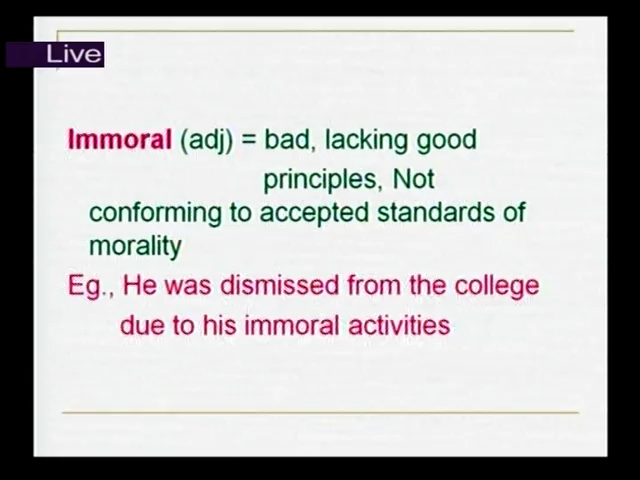 Live
Immoral (adj) = bad, lacking good
principles, Not
conforming to accepted standards of
morality
Eg., He was dismissed from the college
due to his immoral activities